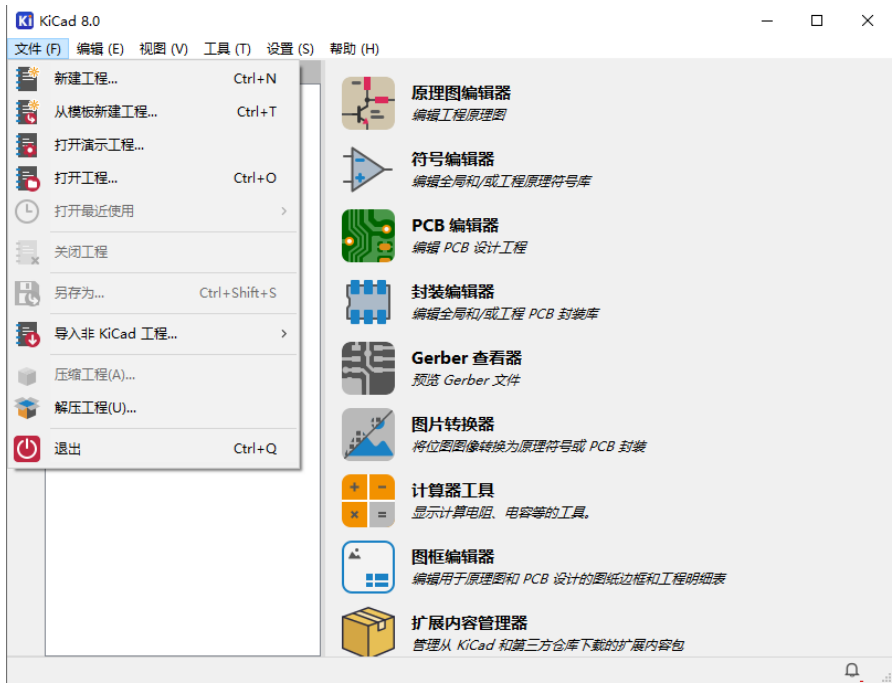 KiCad 8.0
文件 (F) 编辑 (E) 视图 (V) 工具 (T) 设置 (S) 帮助 (H)
新建工程... Ctrl+N
从模板新建工程... Ctrl+T
打开演示工程...
打开工程... Ctrl+O
打开最近使用
关闭工程
另存为... Ctrl+Shift+S
导入非 KiCad 工程...
压缩工程(A)...
解压工程(U)...
退出 Ctrl+Q
原理图编辑器
编辑工程原理图
符号编辑器
编辑全局和/或工程原理符号库
PCB 编辑器
编辑 PCB 设计工程
封装编辑器
编辑全局和/或工程 PCB 封装库
Gerber 查看器
预览 Gerber 文件
图片转换器
将位图图像转换为原理符号或 PCB 封装
计算器工具
显示计算电阻、电容等的工具。
图框编辑器
编辑用于原理图和 PCB 设计的图纸边框和工程明细表
扩展内容管理器
管理从 KiCad 和第三方仓库下载的扩展内容包